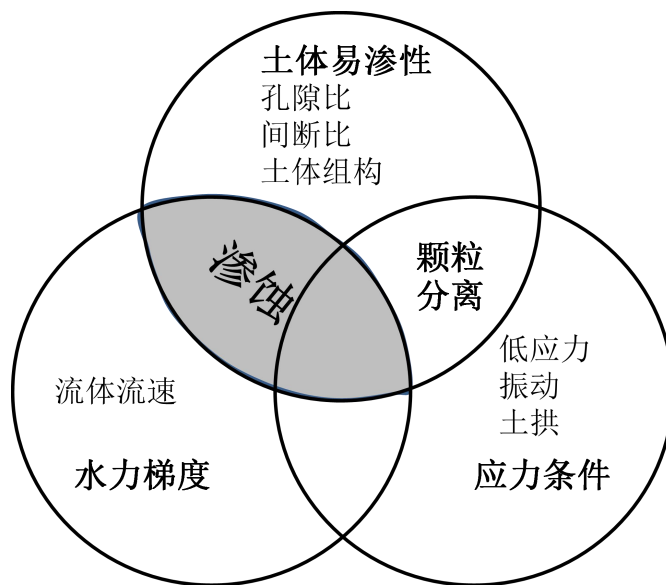 土体易渗性
孔隙比
间断比
土体组构
渗蚀
颗粒
分离
低应力
振动
土拱
流体流速
水力梯度
应力条件